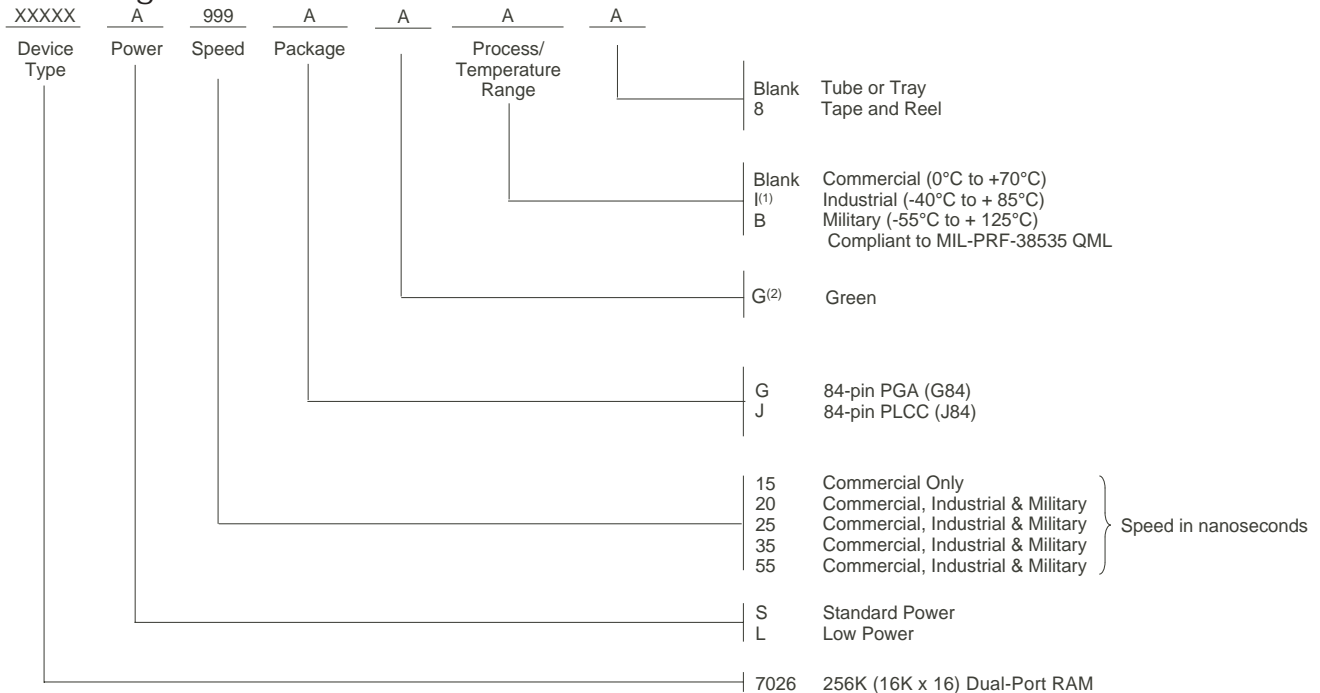 XXXXX A 999 A A A A
Device Type Power Speed Package Process/ Temperature Range
Blank Tube or Tray
8 Tape and Reel
Blank Commercial (0°C to +70°C)
I(1) Industrial (-40°C to + 85°C)
B Military (-55°C to + 125°C)
Compliant to MIL-PRF-38535 QML
G(2) Green
G 84-pin PGA (G84)
J 84-pin PLCC (J84)
15 Commercial Only
20 Commercial, Industrial & Military
25 Commercial, Industrial & Military
35 Commercial, Industrial & Military
55 Commercial, Industrial & Military
Speed in nanoseconds
S Standard Power
L Low Power
7026 256K (16K x 16) Dual-Port RAM